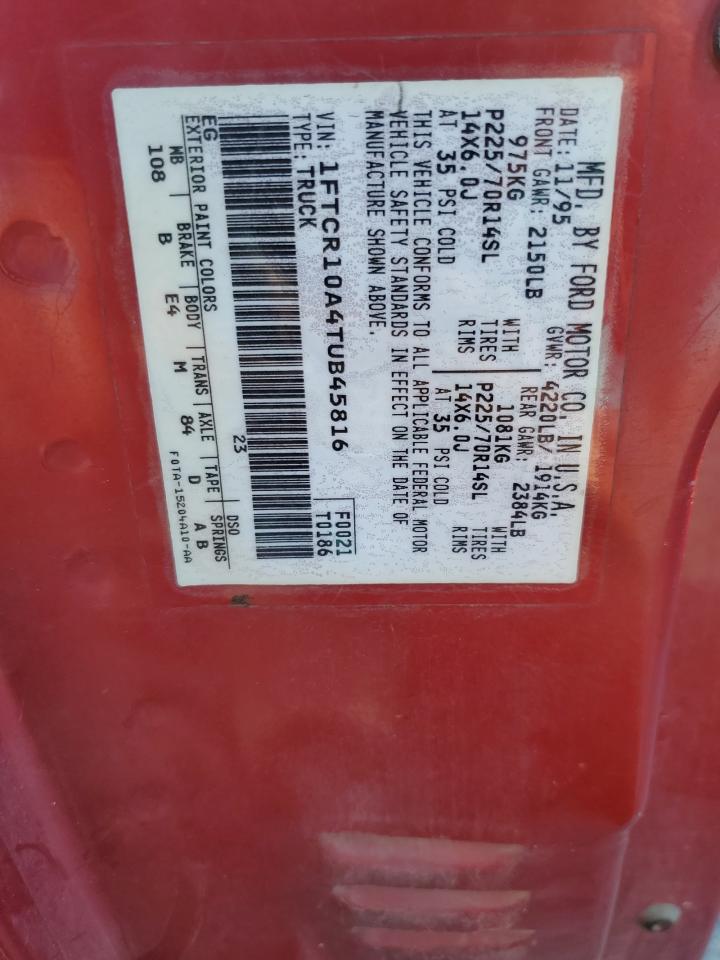 MFD. BY FORD MOTOR CO. IN U.S.A.
DATE: 11/95 GVWR: 4220LB/ 1914KG
FRONT GAWR: 2150LB REAR GAWR: 2384LB
975KG WITH 1081KG WITH
P225/70R14SL TIRES P225/70R14SL TIRES
14X6.0J RIMS 14X6.0J RIMS
AT 35 PSI COLD AT 35 PSI COLD
THIS VEHICLE CONFORMS TO ALL APPLICABLE FEDERAL MOTOR
VEHICLE SAFETY STANDARDS IN EFFECT ON THE DATE OF
MANUFACTURE SHOWN ABOVE.
VIN: 1FTCR10A4TUB45816 F0021
TYPE: TRUCK T0186
EG 23 DSO
EXTERIOR PAINT COLORS
WB BRAKE BODY TRANS AXLE TAPE SPRINGS
108 B E4 M 84 D A B
F0TA-15204A10-AA